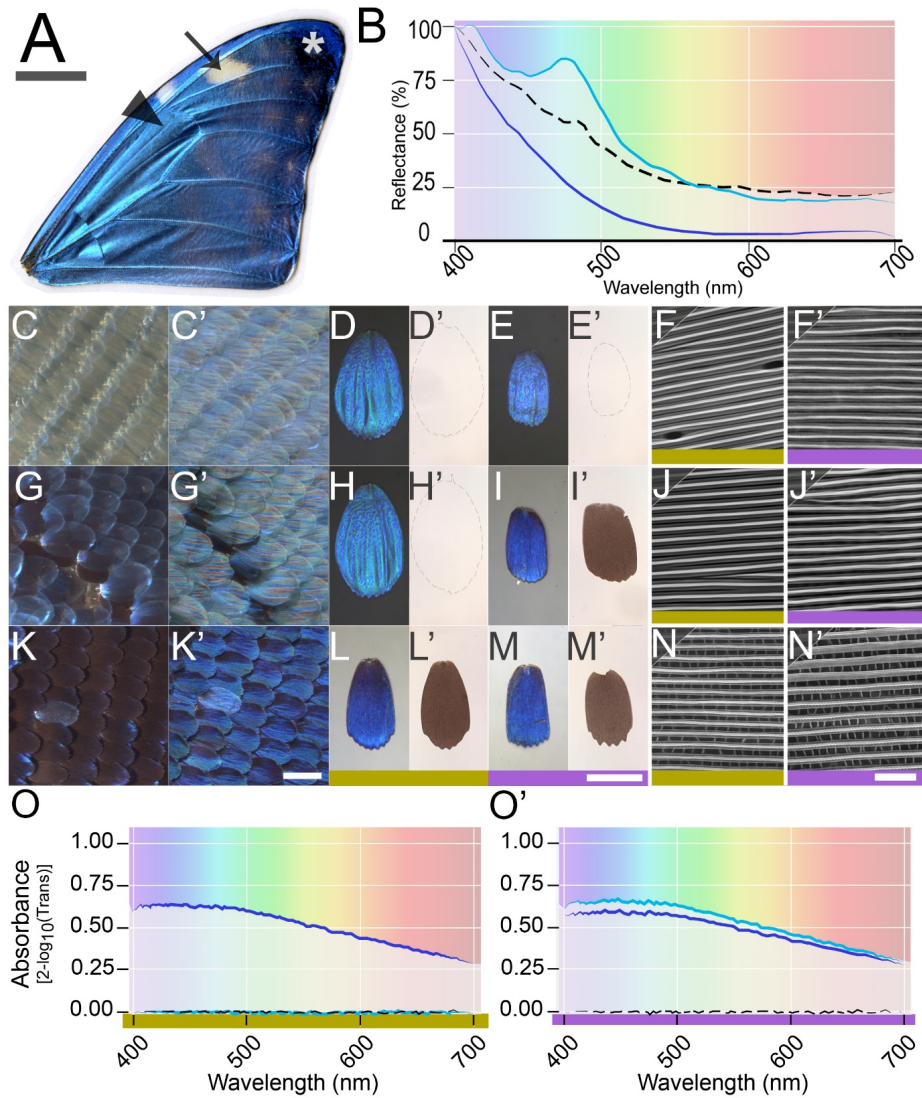 A
*
B
100
75
50
25
0
Reflectance (%)
400
500
600
700
Wavelength (nm)
C
C'
D
D'
E
E'
F
F'
G
G'
H
H'
I
I'
J
J'
K
K'
L
L'
M
M'
N
N'
O
1.00
0.75
0.50
0.25
0.00
Absorbance
[2-log10(Trans)]
400
500
600
700
Wavelength (nm)
O'
1.00
0.75
0.50
0.25
0.00
400
500
600
700
Wavelength (nm)